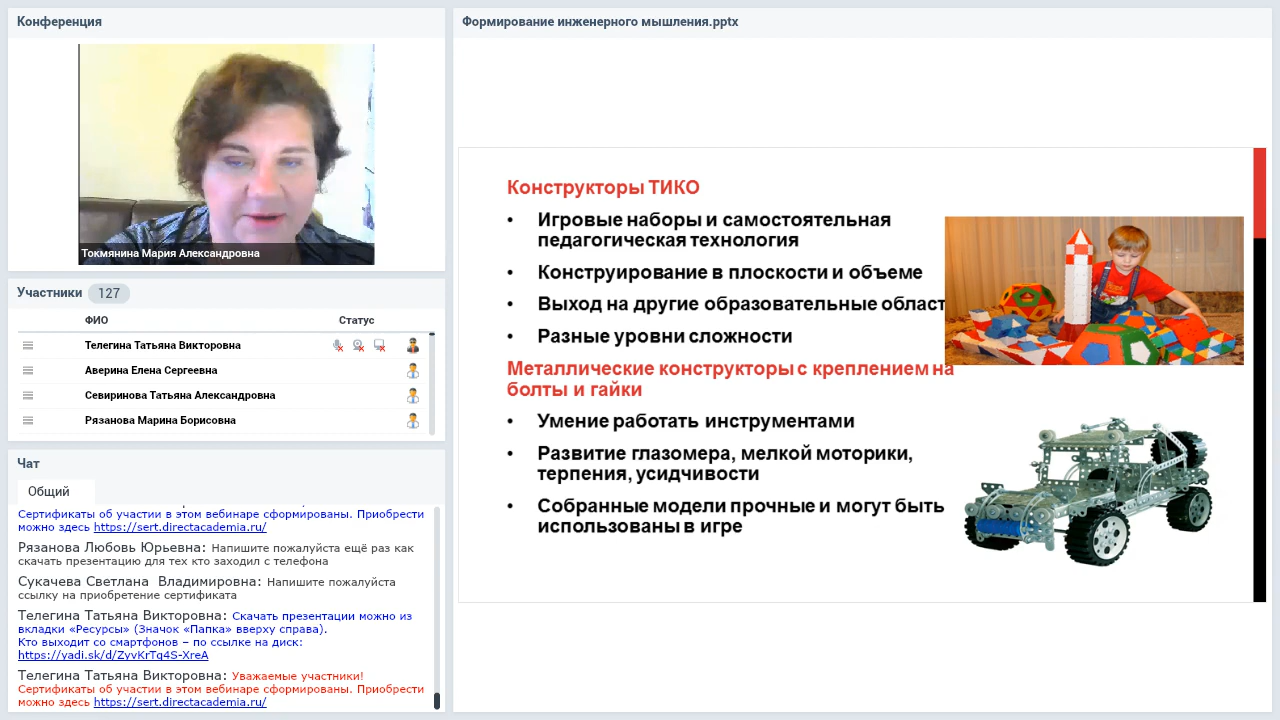 Конференция
Токмянина Мария Александровна
Участники 127
ФИО Статус
Телегина Татьяна Викторовна
Аверина Елена Сергеевна
Севиринова Татьяна Александровна
Рязанова Марина Борисовна
Чат
Общий
Сертификаты об участии в этом вебинаре сформированы. Приобрести
можно здесь https://sert.directacademia.ru/
Рязанова Любовь Юрьевна: Напишите пожалуйста ещё раз как
скачать презентацию для тех кто заходил с телефона
Сукачева Светлана Владимировна: Напишите пожалуйста
ссылку на приобретение сертификата
Телегина Татьяна Викторовна: Скачать презентации можно из
вкладки «Ресурсы» (Значок «Папка» вверху справа).
Кто выходит со смартфонов – по ссылке на диск:
https://yadi.sk/d/ZyvKrTq4S-XreA
Телегина Татьяна Викторовна: Уважаемые участники!
Сертификаты об участии в этом вебинаре сформированы. Приобрести
можно здесь https://sert.directacademia.ru/
Формирование инженерного мышления.pptx
Конструкторы ТИКО
• Игровые наборы и самостоятельная
педагогическая технология
• Конструирование в плоскости и объеме
• Выход на другие образовательные област
• Разные уровни сложности
Металлические конструкторы с креплением на
болты и гайки
• Умение работать инструментами
• Развитие глазомера, мелкой моторики,
терпения, усидчивости
• Собранные модели прочные и могут быть
использованы в игре